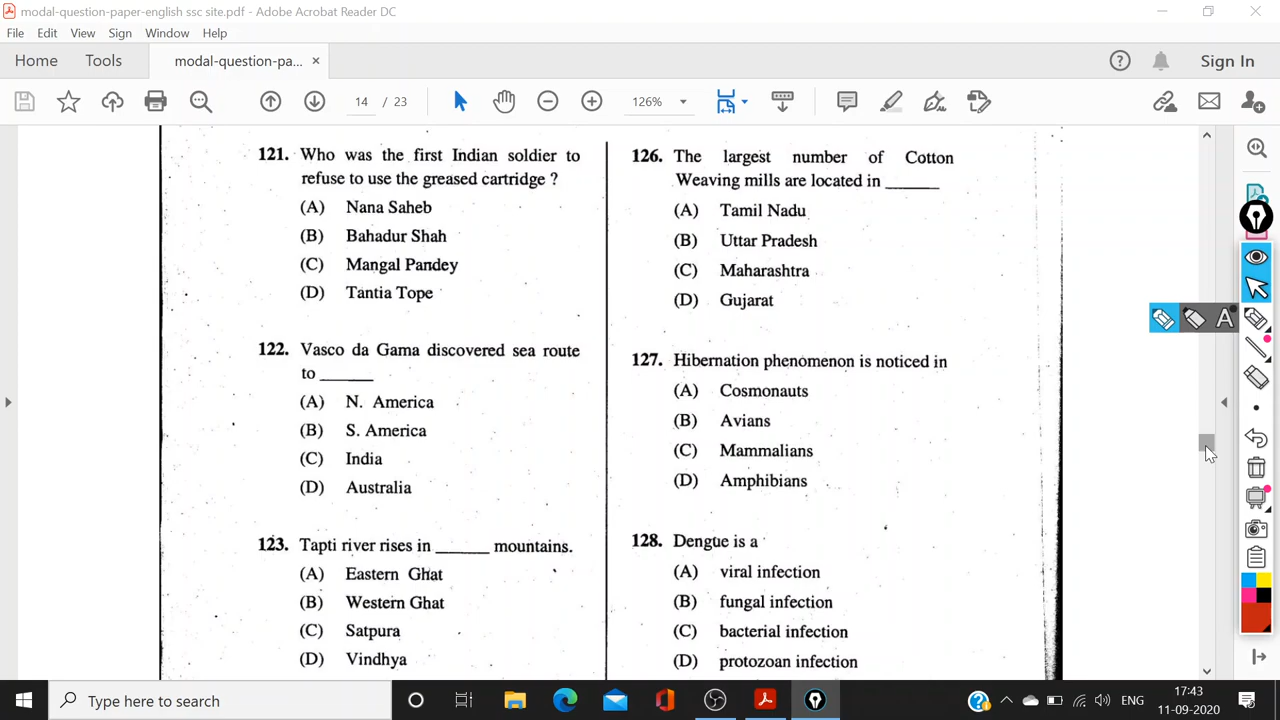 modal-question-paper-english ssc site.pdf - Adobe Acrobat Reader DC
File Edit View Sign Window Help
Home Tools modal-question-pa... × Sign In
14 / 23 126%
121. Who was the first Indian soldier to
refuse to use the greased cartridge ?
(A) Nana Saheb
(B) Bahadur Shah
(C) Mangal Pandey
(D) Tantia Tope
122. Vasco da Gama discovered sea route
to ______
(A) N. America
(B) S. America
(C) India
(D) Australia
123. Tapti river rises in ______ mountains.
(A) Eastern Ghat
(B) Western Ghat
(C) Satpura
(D) Vindhya
126. The largest number of Cotton
Weaving mills are located in ______
(A) Tamil Nadu
(B) Uttar Pradesh
(C) Maharashtra
(D) Gujarat
127. Hibernation phenomenon is noticed in
(A) Cosmonauts
(B) Avians
(C) Mammalians
(D) Amphibians
128. Dengue is a
(A) viral infection
(B) fungal infection
(C) bacterial infection
(D) protozoan infection
A
Type here to search
ENG
17:43
11-09-2020